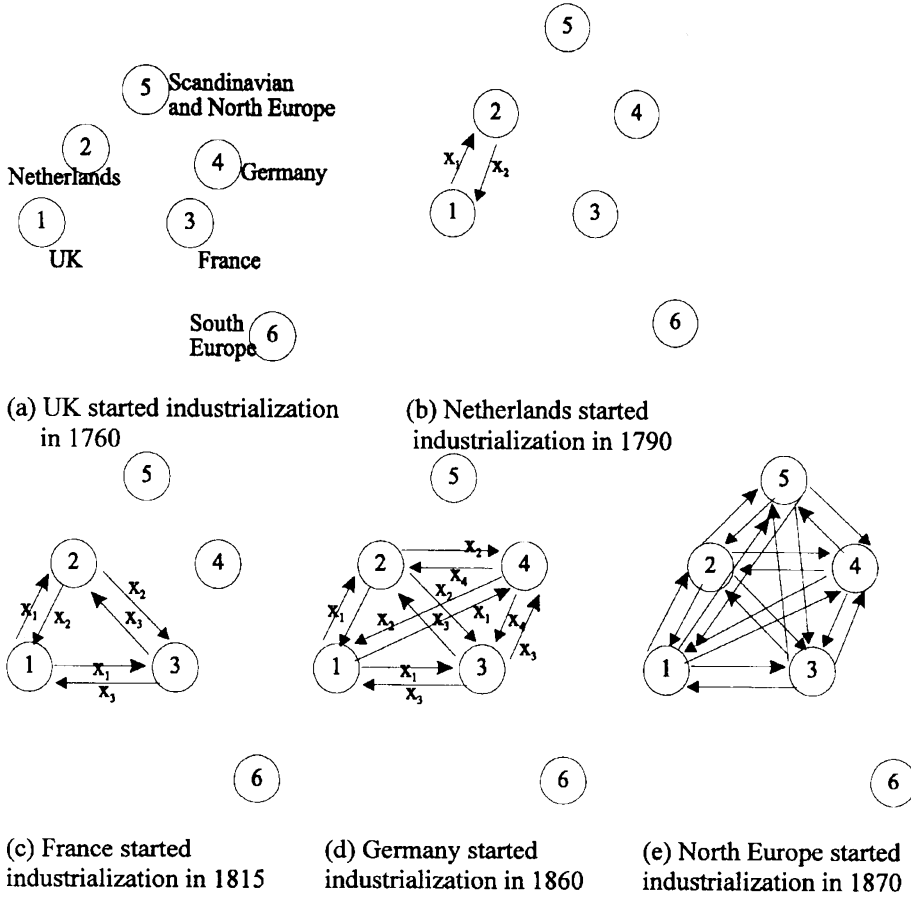 5 Scandinavian
and North Europe
2
Netherlands
4 Germany
1
UK
3
France
South
Europe 6
(a) UK started industrialization
in 1760
5
2
4
X₁
X₂
1
3
6
(b) Netherlands started
industrialization in 1790
5
2
4
X₁
X₂
X₂
X₃
1
X₁
3
X₃
6
(c) France started
industrialization in 1815
5
2
X₂
4
X₄
X₁
X₂
X₂
X₃
X₁
X₄
X₃
1
X₁
3
X₃
6
(d) Germany started
industrialization in 1860
5
2
4
1
3
6
(e) North Europe started
industrialization in 1870